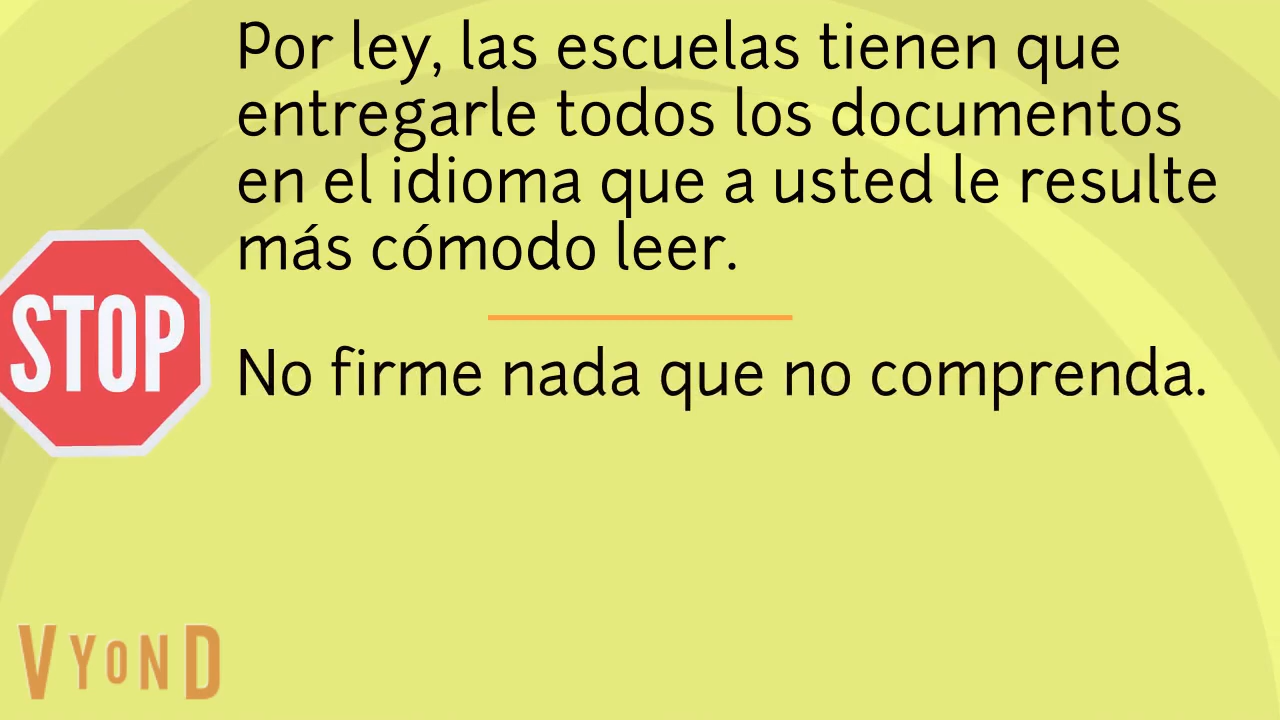 Por ley, las escuelas tienen que
entregarle todos los documentos
en el idioma que a usted le resulte
más cómodo leer.
STOP
No firme nada que no comprenda.
VYOND